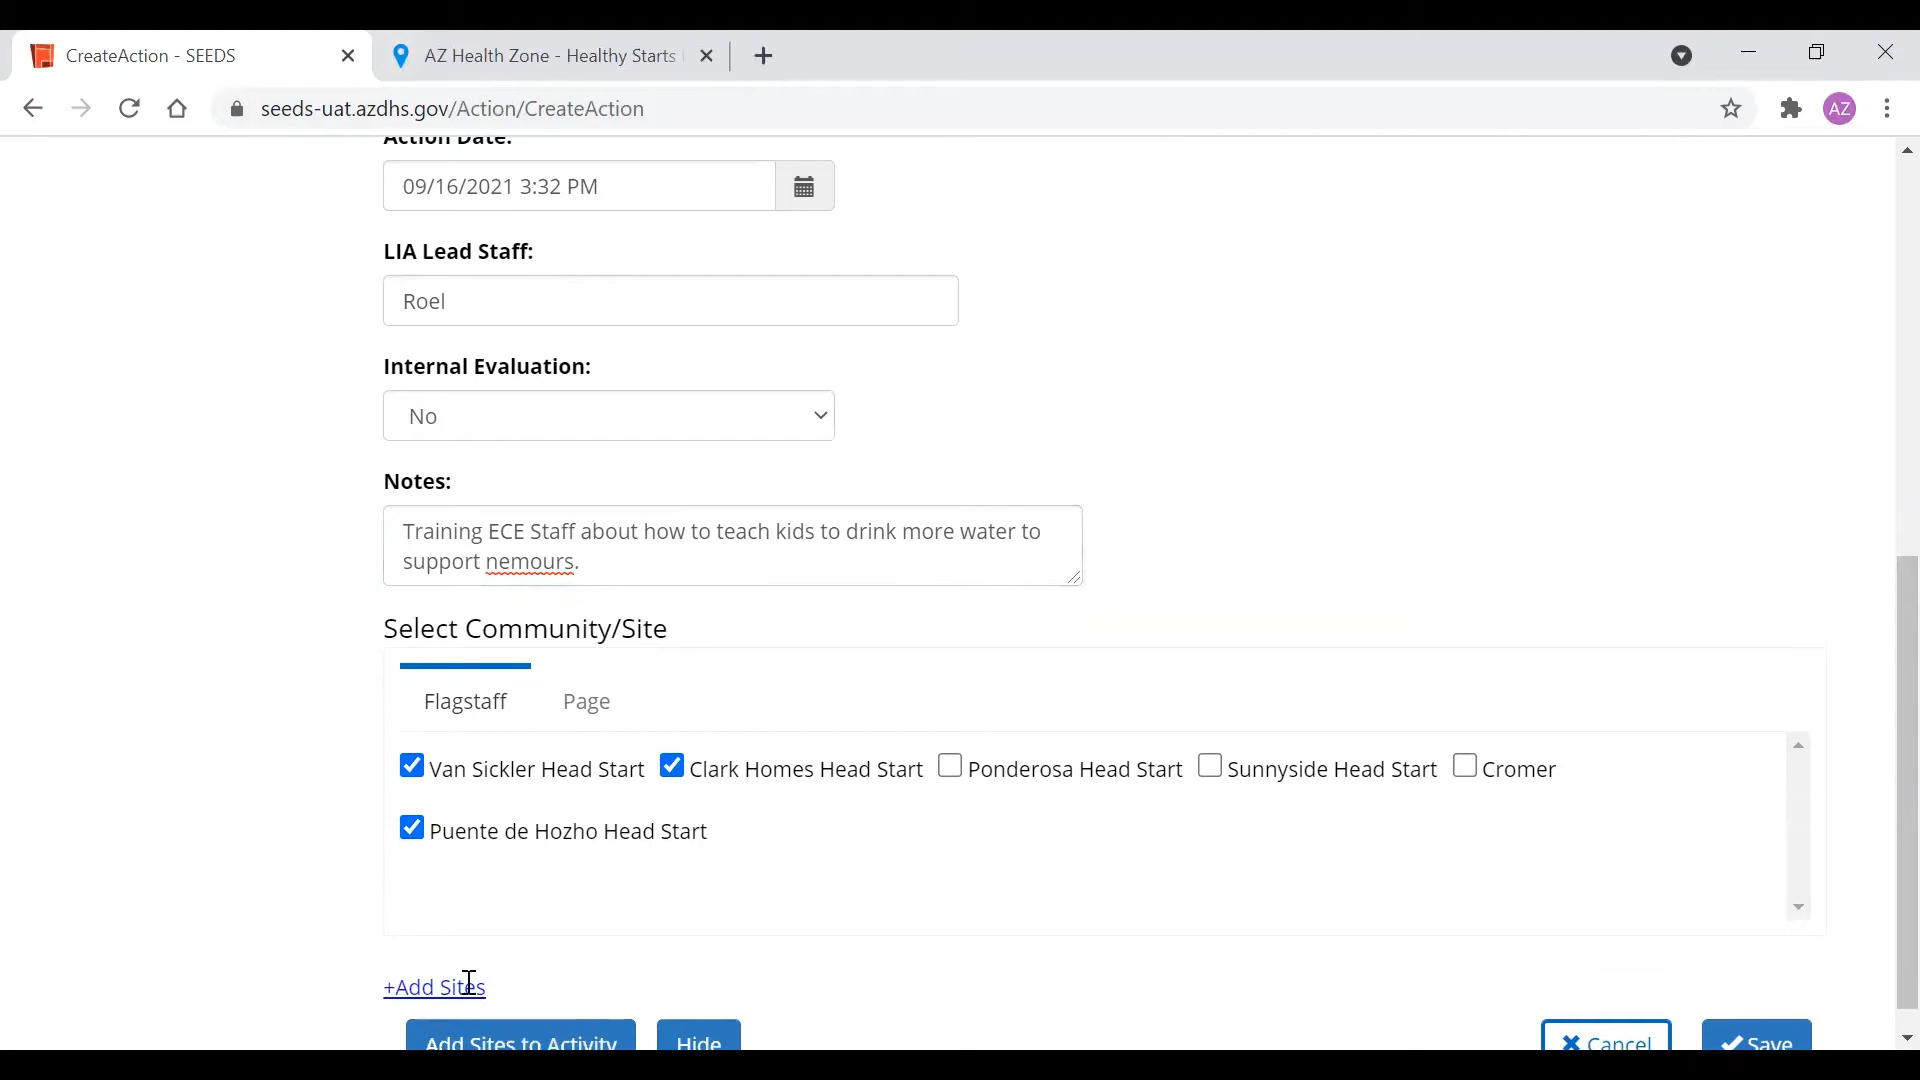 CreateAction - SEEDS
AZ Health Zone - Healthy Starts
seeds-uat.azdhs.gov/Action/CreateAction
AZ
Action Date:
09/16/2021 3:32 PM
LIA Lead Staff:
Roel
Internal Evaluation:
No
Notes:
Training ECE Staff about how to teach kids to drink more water to
support nemours.
Select Community/Site
Flagstaff Page
Van Sickler Head Start Clark Homes Head Start Ponderosa Head Start Sunnyside Head Start Cromer
Puente de Hozho Head Start
+Add Sites
Add Sites to Activity Hide Cancel Save